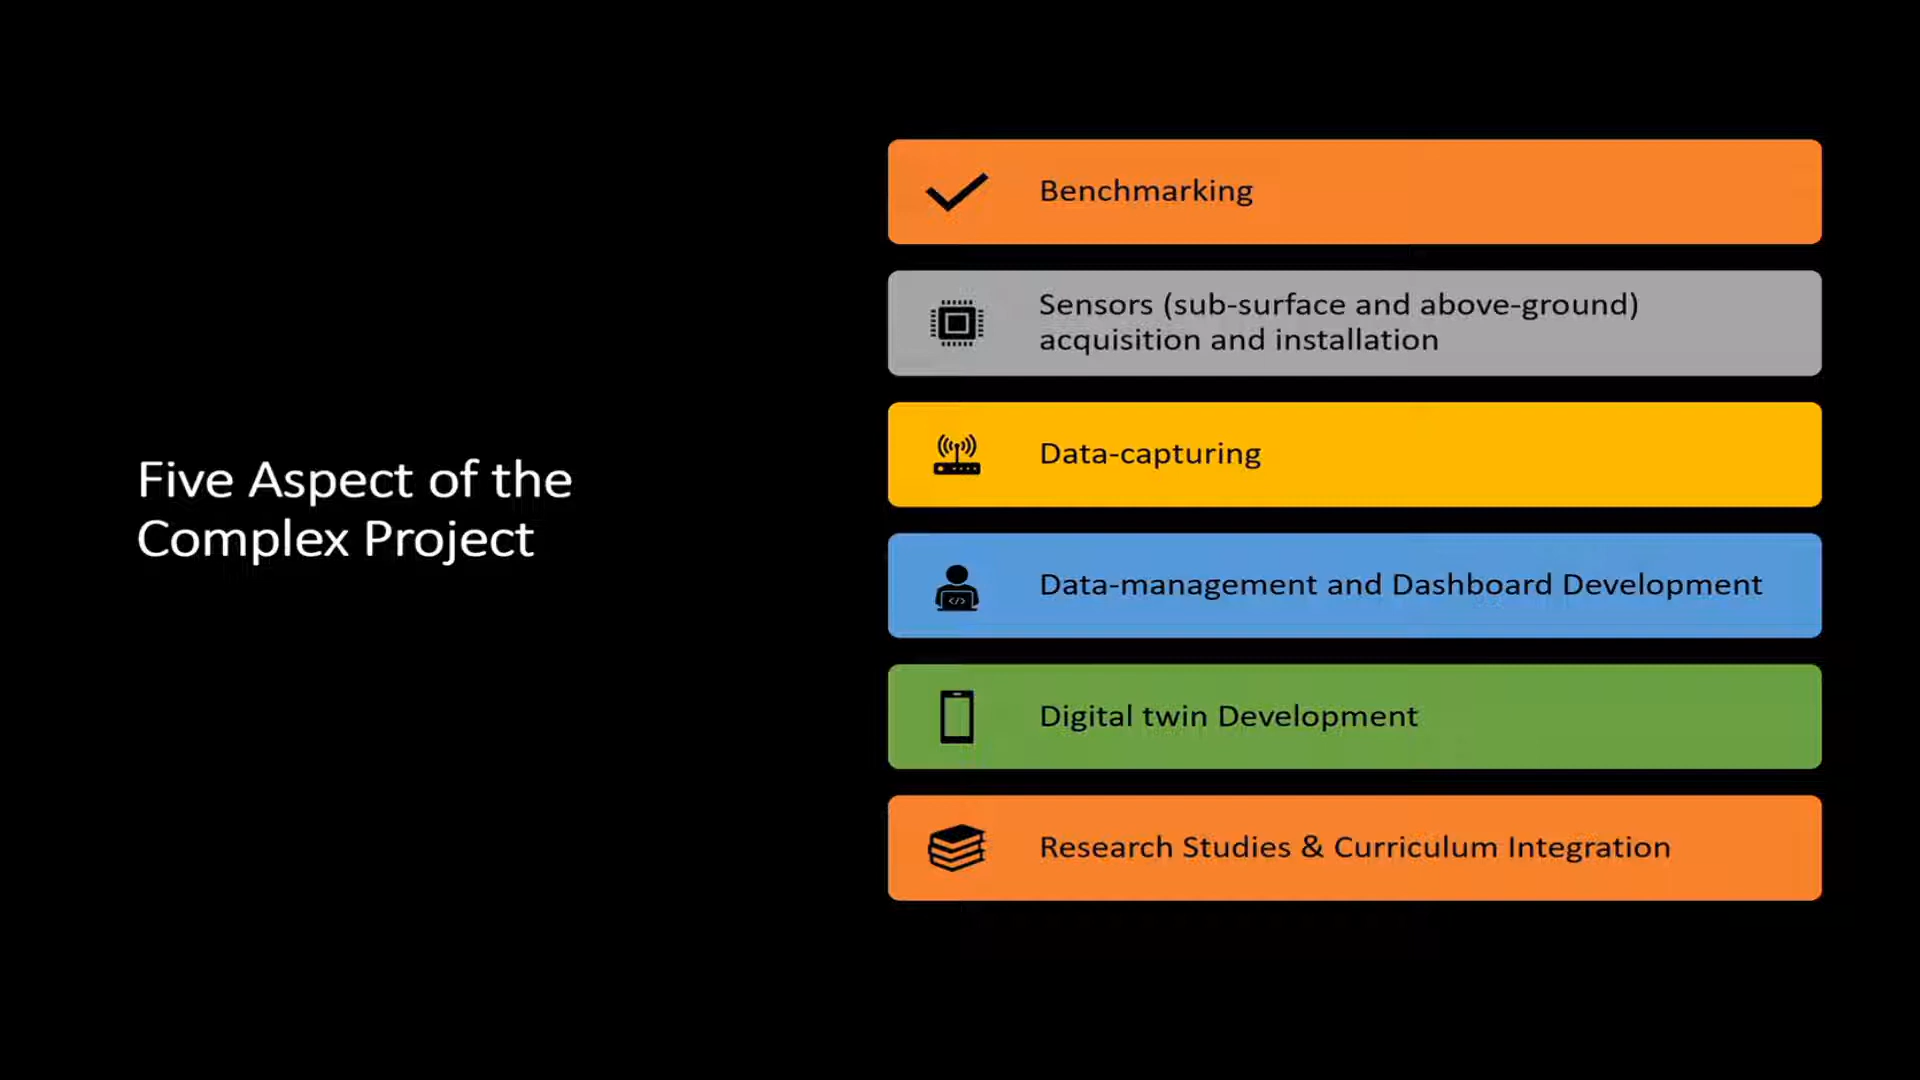 Five Aspect of the
Complex Project
Benchmarking
Sensors (sub-surface and above-ground)
acquisition and installation
Data-capturing
Data-management and Dashboard Development
Digital twin Development
Research Studies & Curriculum Integration